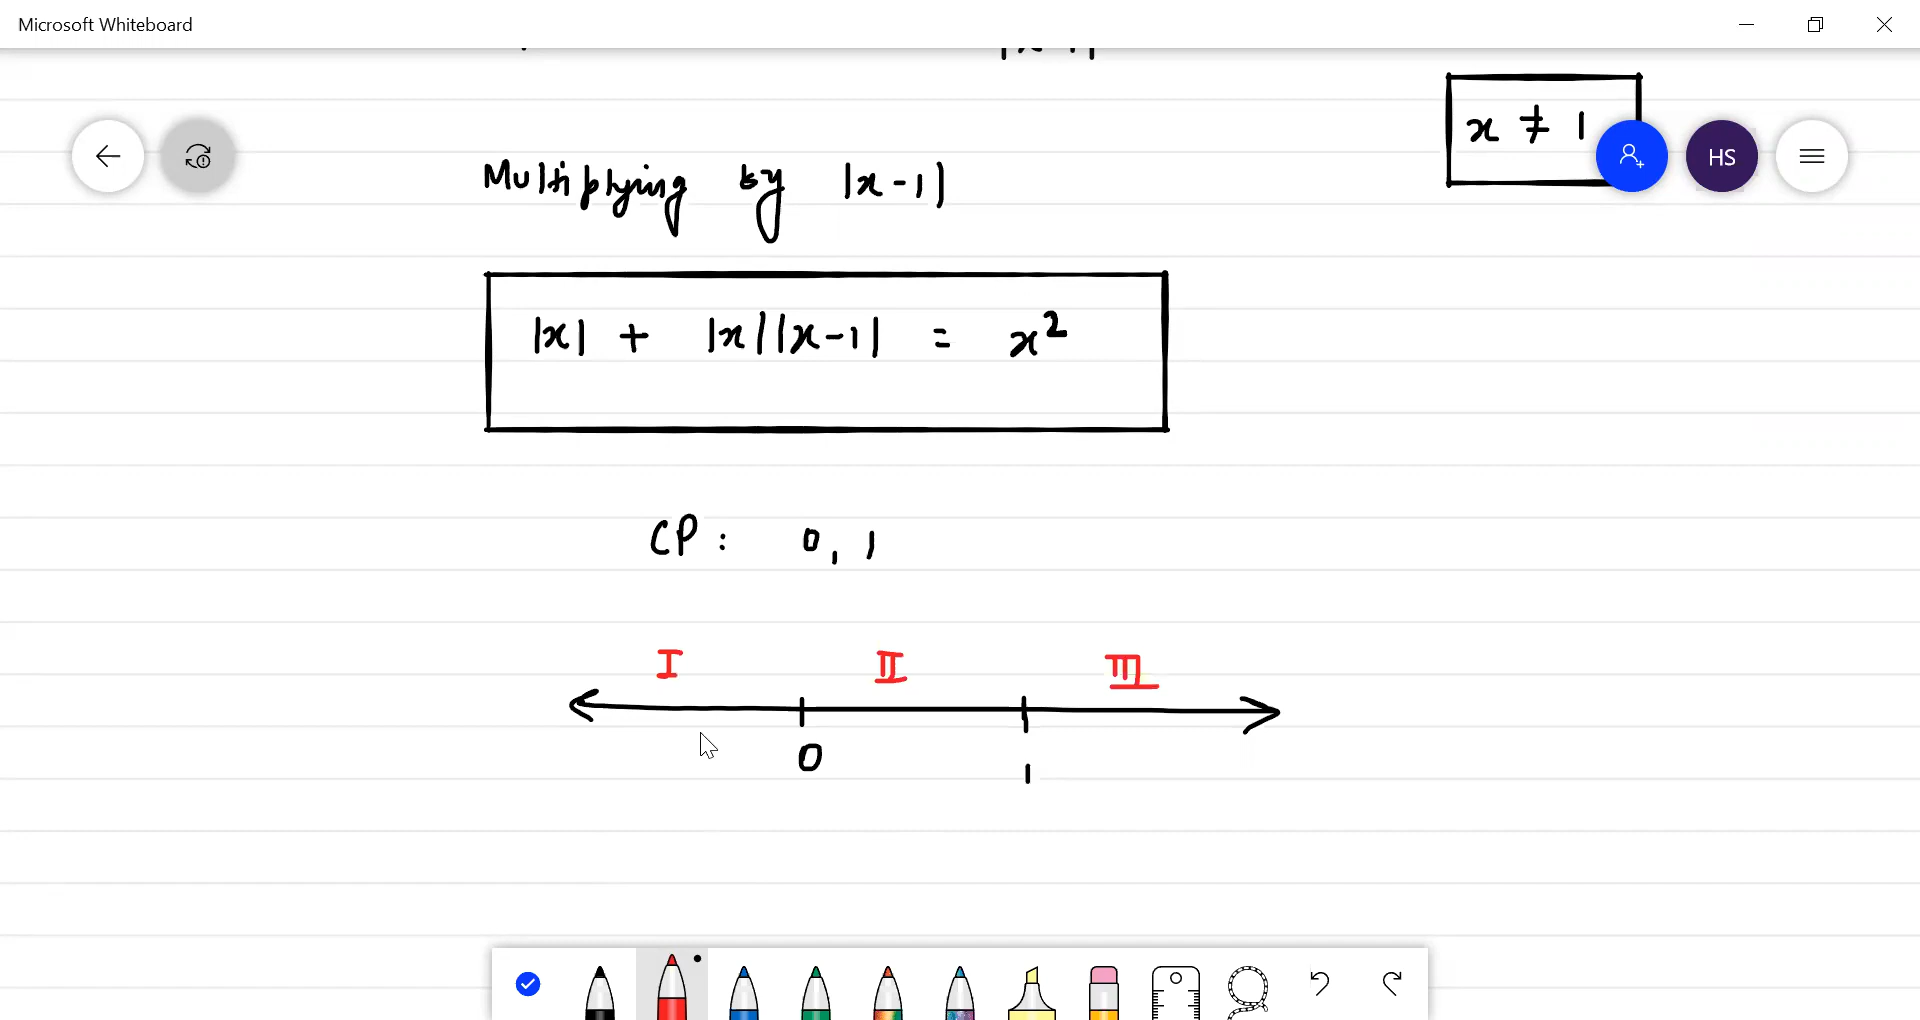 Microsoft Whiteboard
x ≠ 1
HS
Multiplying by |x-1|
|x| + |x||x-1| = x²
CP: 0, 1
I II III
0 1